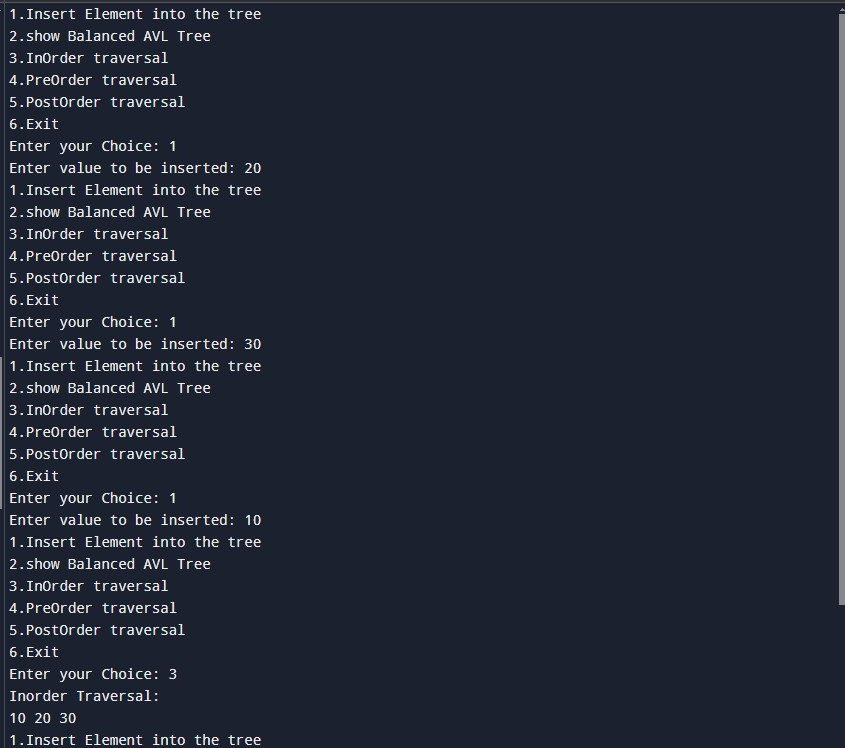 1.Insert Element into the tree
2.show Balanced AVL Tree
3.InOrder traversal
4.PreOrder traversal
5.PostOrder traversal
6.Exit
Enter your Choice: 1
Enter value to be inserted: 20
1.Insert Element into the tree
2.show Balanced AVL Tree
3.InOrder traversal
4.PreOrder traversal
5.PostOrder traversal
6.Exit
Enter your Choice: 1
Enter value to be inserted: 30
1.Insert Element into the tree
2.show Balanced AVL Tree
3.InOrder traversal
4.PreOrder traversal
5.PostOrder traversal
6.Exit
Enter your Choice: 1
Enter value to be inserted: 10
1.Insert Element into the tree
2.show Balanced AVL Tree
3.InOrder traversal
4.PreOrder traversal
5.PostOrder traversal
6.Exit
Enter your Choice: 3
Inorder Traversal:
10 20 30
1.Insert Element into the tree